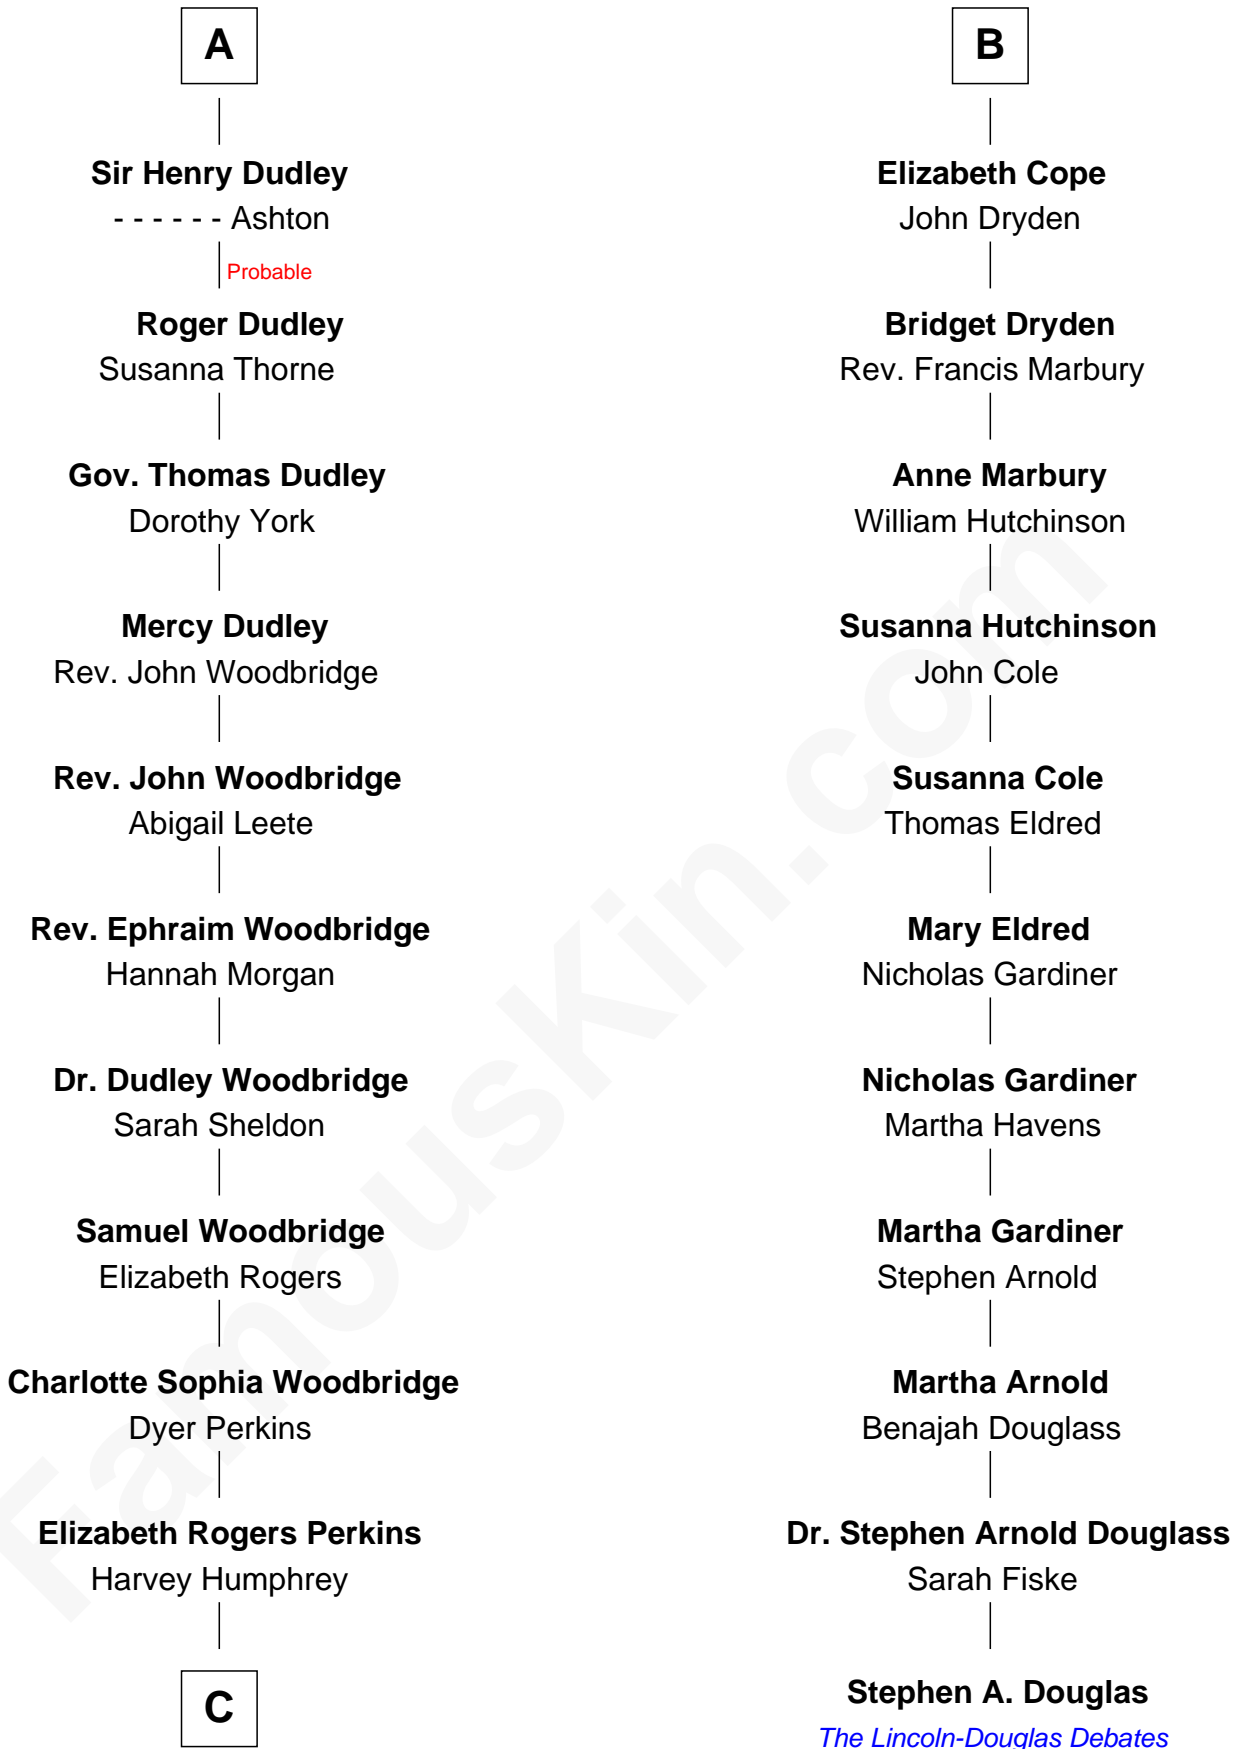 A
Sir Henry Dudley
- - - - - - Ashton
Probable
Roger Dudley
Susanna Thorne
Gov. Thomas Dudley
Dorothy York
Mercy Dudley
Rev. John Woodbridge
Rev. John Woodbridge
Abigail Leete
Rev. Ephraim Woodbridge
Hannah Morgan
Dr. Dudley Woodbridge
Sarah Sheldon
Samuel Woodbridge
Elizabeth Rogers
Charlotte Sophia Woodbridge
Dyer Perkins
Elizabeth Rogers Perkins
Harvey Humphrey
C
B
Elizabeth Cope
John Dryden
Bridget Dryden
Rev. Francis Marbury
Anne Marbury
William Hutchinson
Susanna Hutchinson
John Cole
Susanna Cole
Thomas Eldred
Mary Eldred
Nicholas Gardiner
Nicholas Gardiner
Martha Havens
Martha Gardiner
Stephen Arnold
Martha Arnold
Benajah Douglass
Dr. Stephen Arnold Douglass
Sarah Fiske
Stephen A. Douglas
The Lincoln-Douglas Debates
FamousKin.com